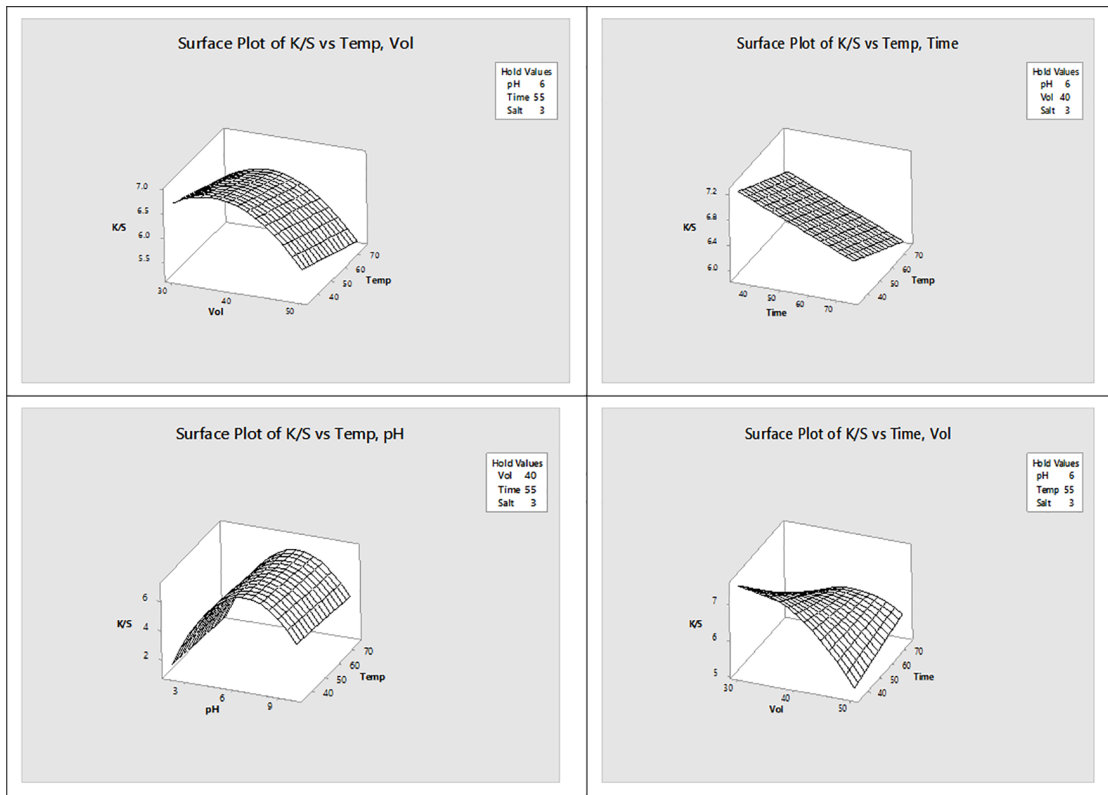 Surface Plot of K/S vs Temp, Vol
Hold Values
pH 6
Time 55
Salt 3
7.0
6.5
6.0
5.5
K/S
30
40
50
Vol
40
50
60
70
Temp
Surface Plot of K/S vs Temp, Time
Hold Values
pH 6
Vol 40
Salt 3
7.2
6.8
6.4
6.0
K/S
40
50
60
70
Time
40
50
60
70
Temp
Surface Plot of K/S vs Temp, pH
Hold Values
Vol 40
Time 55
Salt 3
6
4
2
K/S
3
6
9
pH
40
50
60
70
Temp
Surface Plot of K/S vs Time, Vol
Hold Values
pH 6
Temp 55
Salt 3
7
6
5
K/S
30
40
50
Vol
40
50
60
70
Time